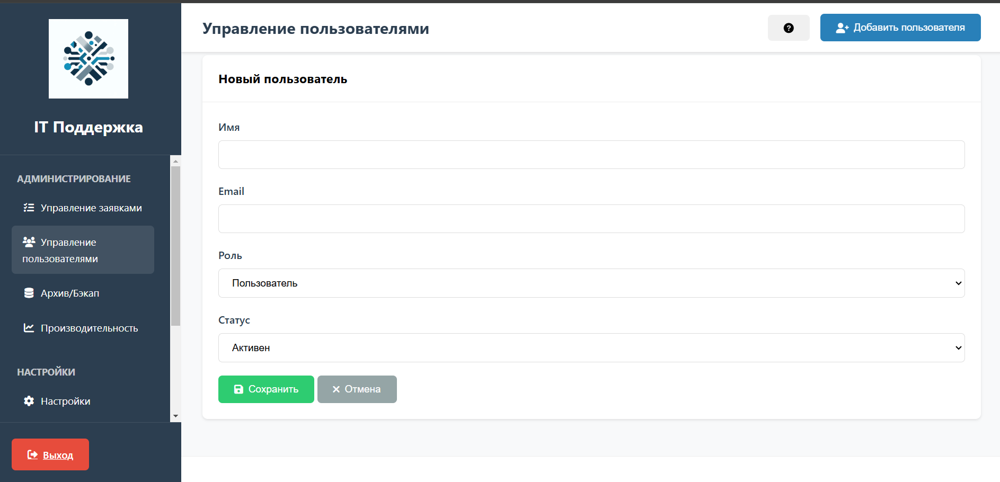 IT Поддержка
АДМИНИСТРИРОВАНИЕ
Управление заявками
Управление
пользователями
Архив/Бэкап
Производительность
НАСТРОЙКИ
Настройки
Выход
Управление пользователями
?
Добавить пользователя
Новый пользователь
Имя
Email
Роль
Пользователь
Статус
Активен
Сохранить
Отмена